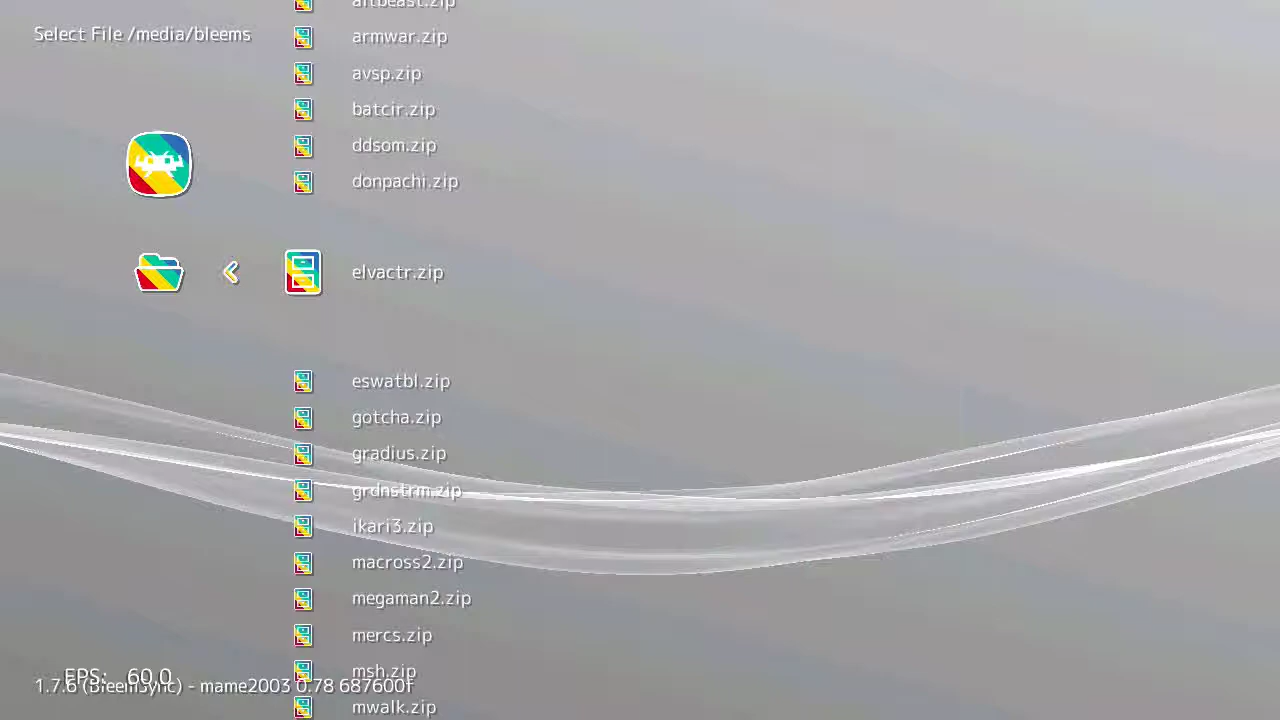 altbeast.zip
Select File /media/bleems
armwar.zip
avsp.zip
batcir.zip
ddsom.zip
donpachi.zip
elvactr.zip
eswatbl.zip
gotcha.zip
gradius.zip
grdnstrm.zip
ikari3.zip
macross2.zip
megaman2.zip
mercs.zip
msh.zip
FPS: 60.0
1.7.6 (BleemSync) - mame2003 0.78 687600f
mwalk.zip